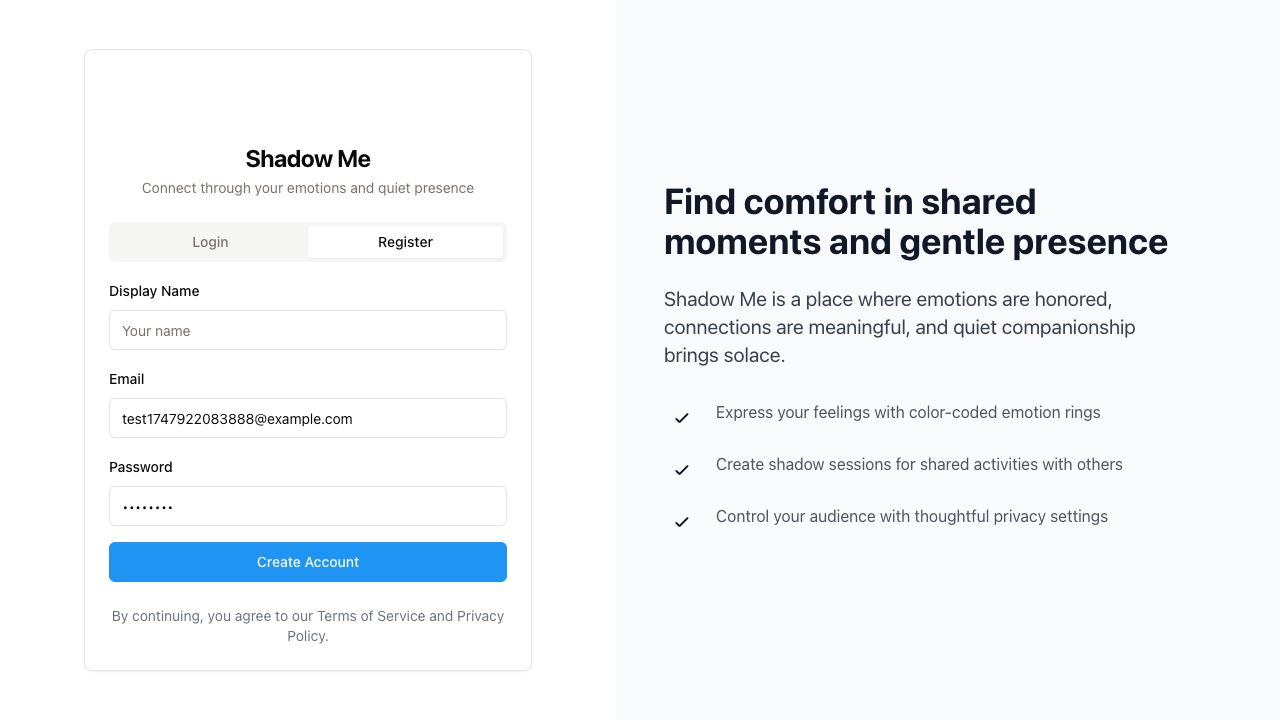 Shadow Me
Connect through your emotions and quiet presence
Login
Register
Display Name
Your name
Email
test1747922083888@example.com
Password
••••••••
Create Account
By continuing, you agree to our Terms of Service and Privacy
Policy.
Find comfort in shared
moments and gentle presence
Shadow Me is a place where emotions are honored,
connections are meaningful, and quiet companionship
brings solace.
Express your feelings with color-coded emotion rings
Create shadow sessions for shared activities with others
Control your audience with thoughtful privacy settings